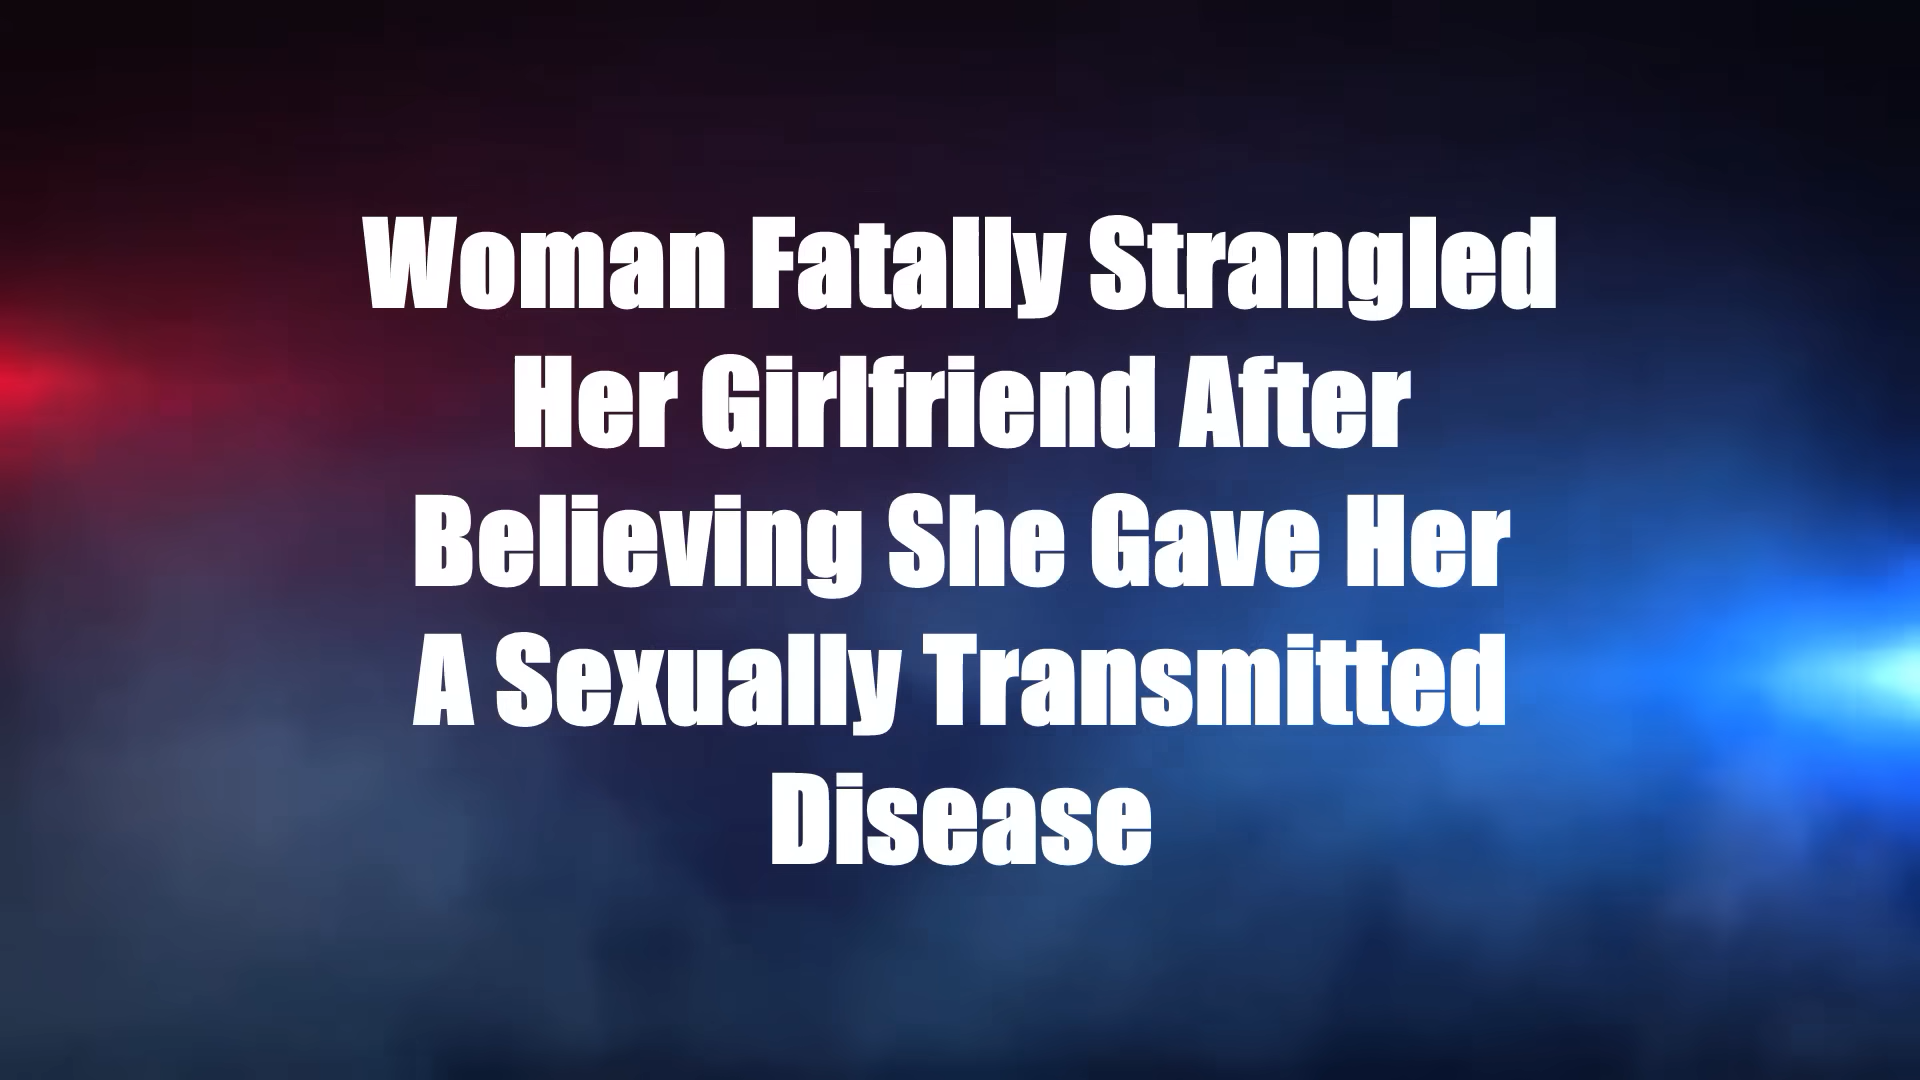 Woman Fatally Strangled
Her Girlfriend After
Believing She Gave Her
A Sexually Transmitted
Disease